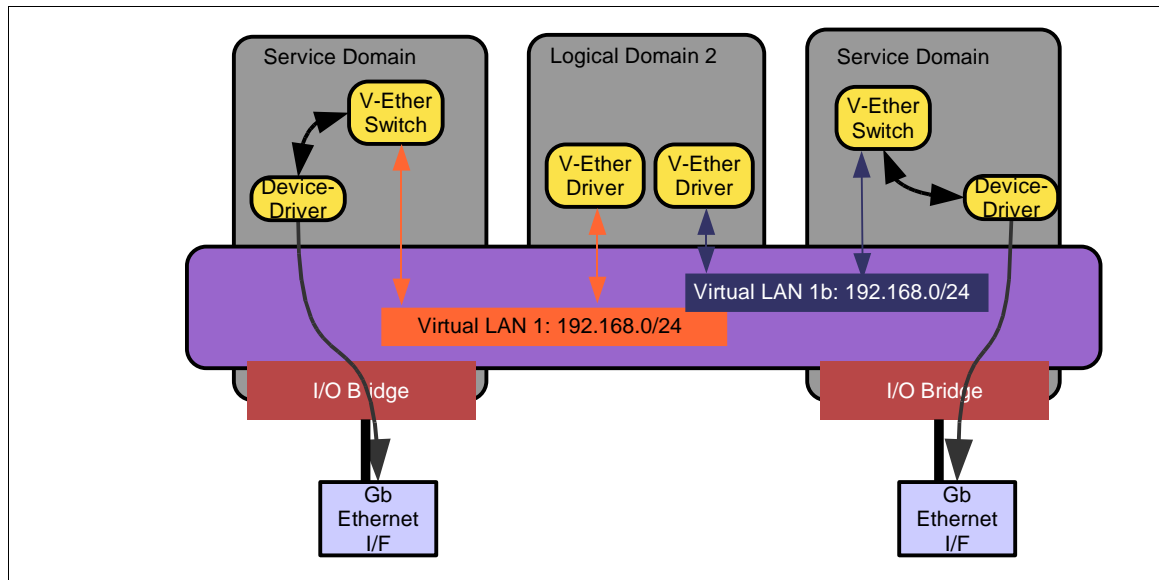 Service Domain
Logical Domain 2
Service Domain
V-Ether
Switch
V-Ether
Switch
V-Ether
Driver
V-Ether
Driver
Device-
Driver
Device-
Driver
Virtual LAN 1b: 192.168.0/24
Virtual LAN 1: 192.168.0/24
I/O Bridge
I/O Bridge
Gb
Ethernet
I/F
Gb
Ethernet
I/F